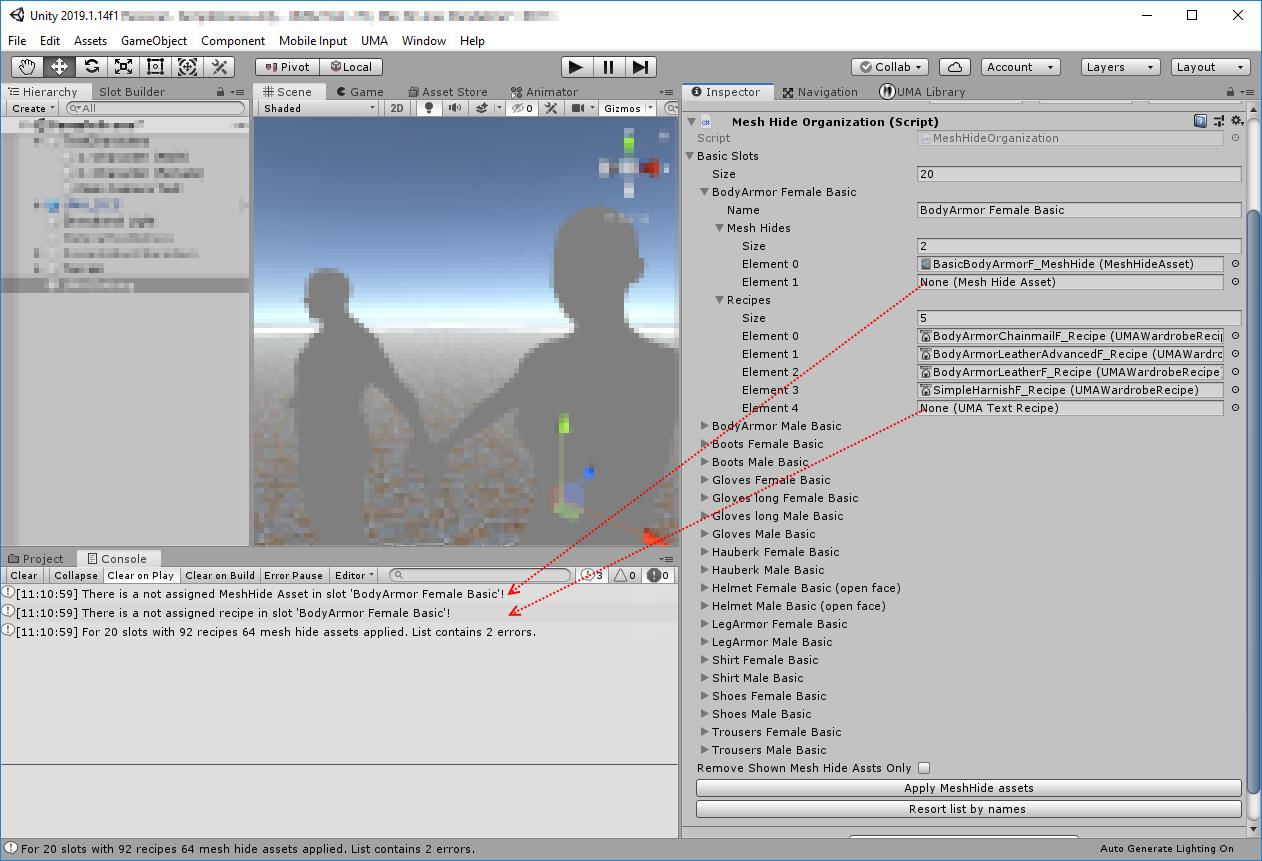 Unity 2019.1.14f1
File Edit Assets GameObject Component Mobile Input UMA Window Help
Pivot Local Collab Account Layers Layout
Hierarchy Slot Builder
Create All
Scene Game Asset Store Animator
Shaded 2D 0 Gizmos
Inspector Navigation UMA Library
Mesh Hide Organization (Script)
Script MeshHideOrganization
Basic Slots
Size 20
BodyArmor Female Basic
Name BodyArmor Female Basic
Mesh Hides
Size 2
Element 0 BasicBodyArmorF_MeshHide (MeshHideAsset)
Element 1 None (Mesh Hide Asset)
Recipes
Size 5
Element 0 BodyArmorChainmailF_Recipe (UMAWardrobeReci
Element 1 BodyArmorLeatherAdvancedF_Recipe (UMAWardro
Element 2 BodyArmorLeatherF_Recipe (UMAWardrobeRecipe
Element 3 SimpleHarnishF_Recipe (UMAWardrobeRecipe)
Element 4 None (UMA Text Recipe)
BodyArmor Male Basic
Boots Female Basic
Boots Male Basic
Gloves Female Basic
Gloves long Female Basic
Gloves long Male Basic
Gloves Male Basic
Hauberk Female Basic
Hauberk Male Basic
Helmet Female Basic (open face)
Helmet Male Basic (open face)
LegArmor Female Basic
LegArmor Male Basic
Shirt Female Basic
Shirt Male Basic
Shoes Female Basic
Shoes Male Basic
Trousers Female Basic
Trousers Male Basic
Remove Shown Mesh Hide Assts Only
Apply MeshHide assets
Resort list by names
Project Console
Clear Collapse Clear on Play Clear on Build Error Pause Editor 3 0 0
[11:10:59] There is a not assigned MeshHide Asset in slot 'BodyArmor Female Basic'!
[11:10:59] There is a not assigned recipe in slot 'BodyArmor Female Basic'!
[11:10:59] For 20 slots with 92 recipes 64 mesh hide assets applied. List contains 2 errors.
For 20 slots with 92 recipes 64 mesh hide assets applied. List contains 2 errors.
Auto Generate Lighting On